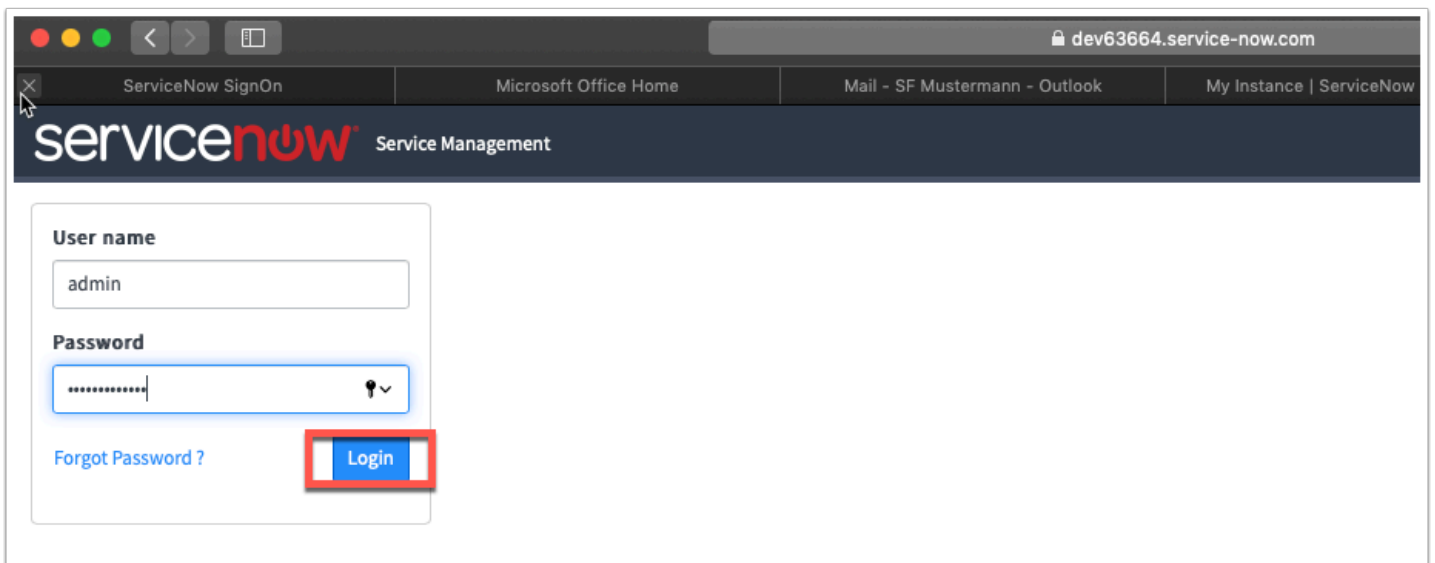 dev63664.service-now.com
ServiceNow SignOn Microsoft Office Home Mail - SF Mustermann - Outlook My Instance | ServiceNow
servicenow Service Management
User name
admin
Password
•••••••••••••
Forgot Password ? Login